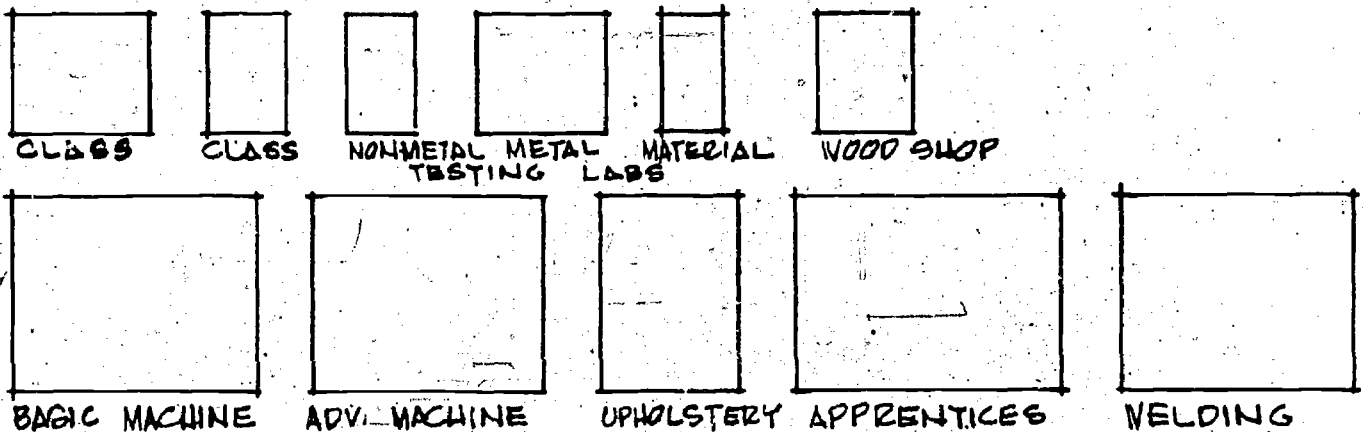 CLASS CLASS NONMETAL METAL MATERIAL WOOD SHOP
TESTING LABS
BASIC MACHINE ADV. MACHINE UPHOLSTERY APPRENTICES WELDING